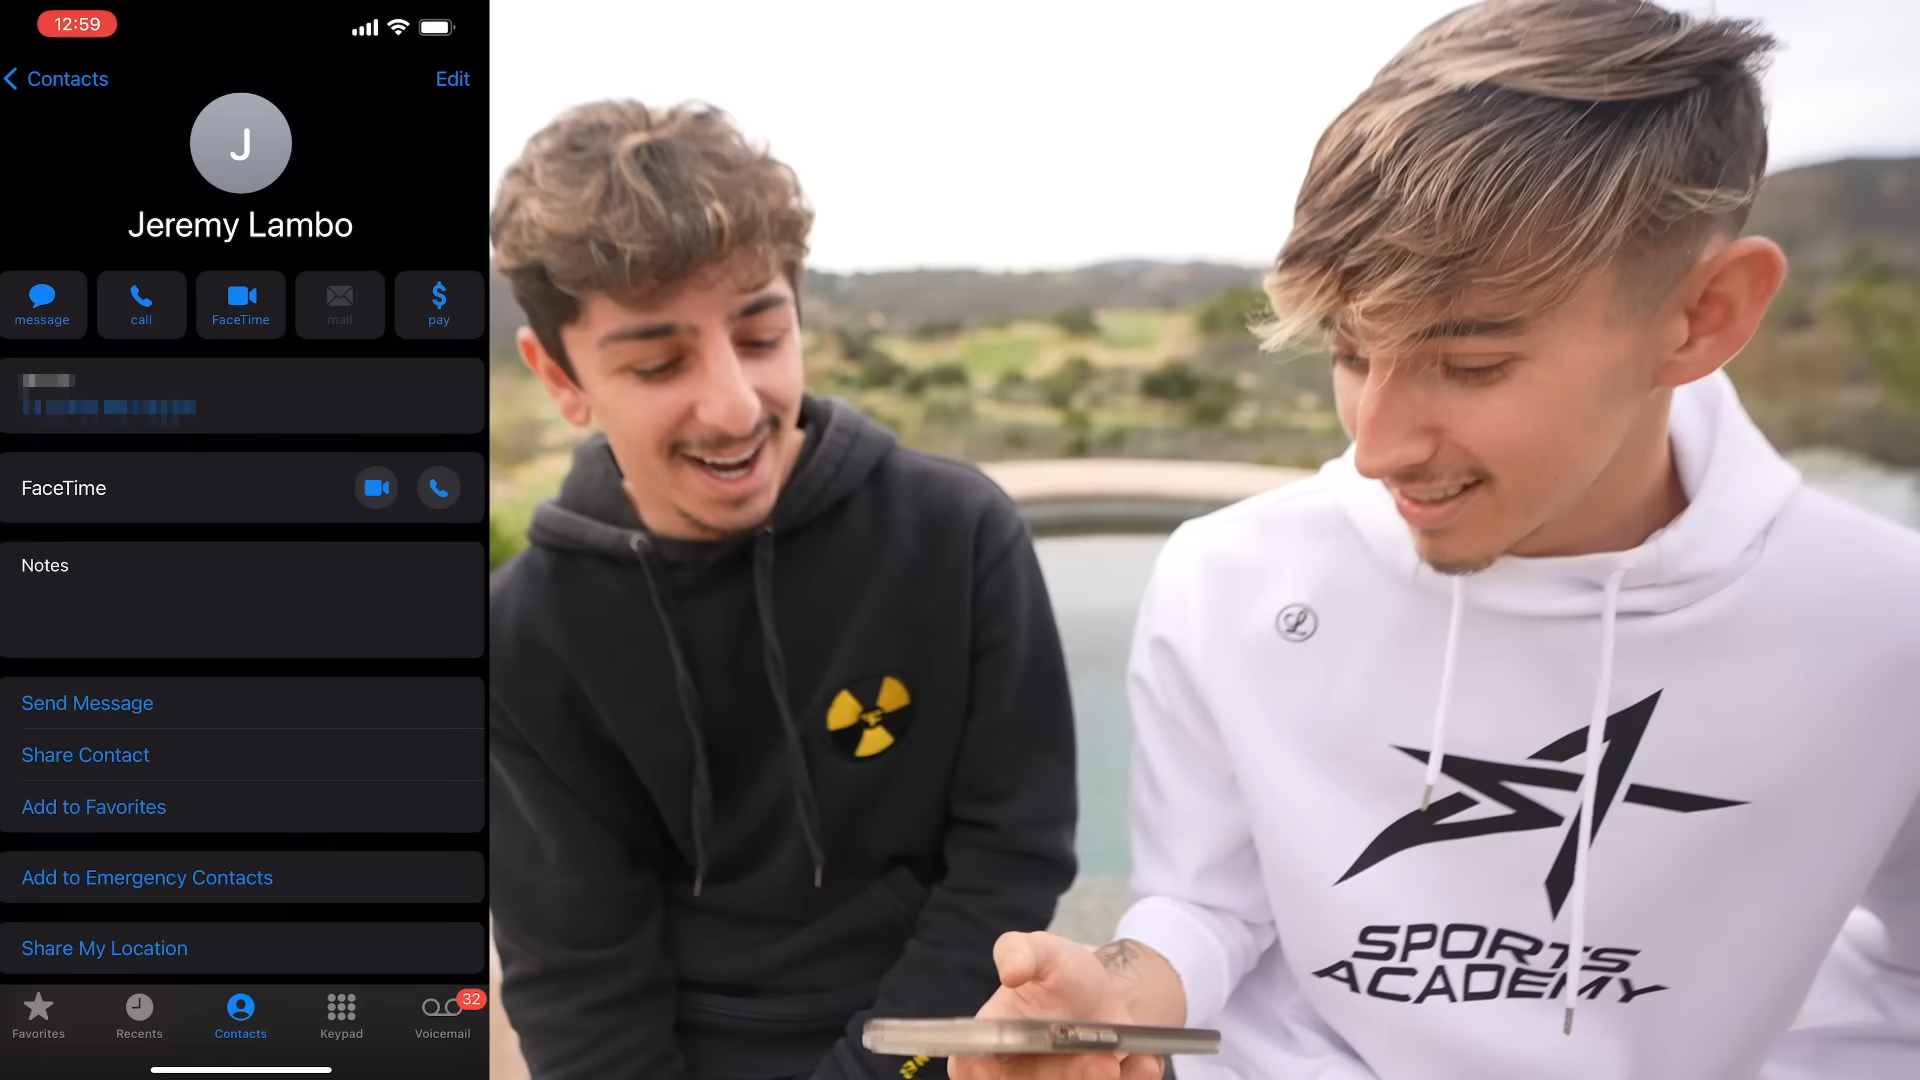 12:59
Contacts
Edit
J
Jeremy Lambo
message
call
FaceTime
mail
pay
FaceTime
Notes
Send Message
Share Contact
Add to Favorites
Add to Emergency Contacts
Share My Location
32
Favorites
Recents
Contacts
Keypad
Voicemail
L
SPORTS
ACADEMY